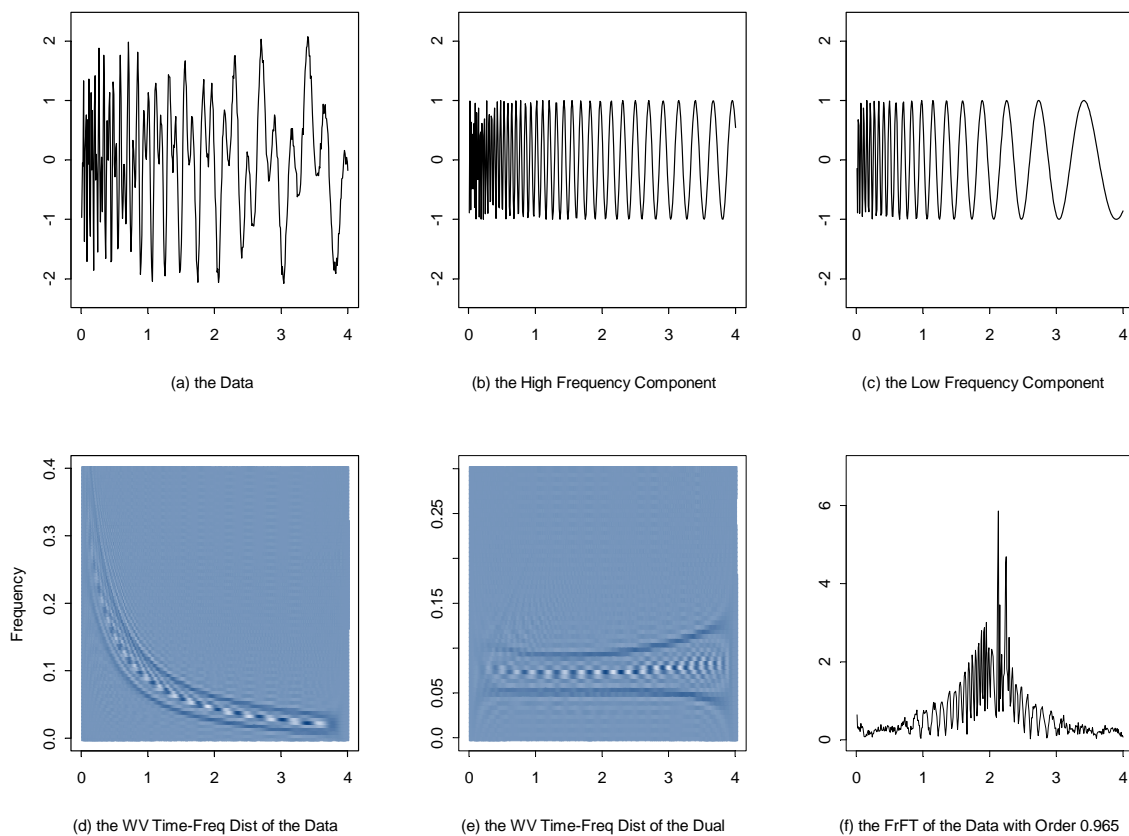 2
1
0
-1
-2
0 1 2 3 4
(a) the Data
2
1
0
-1
-2
0 1 2 3 4
(b) the High Frequency Component
2
1
0
-1
-2
0 1 2 3 4
(c) the Low Frequency Component
Frequency
0.4
0.3
0.2
0.1
0.0
0 1 2 3 4
(d) the WV Time-Freq Dist of the Data
0.25
0.15
0.05
0.0
0 1 2 3 4
(e) the WV Time-Freq Dist of the Dual
6
4
2
0
0 1 2 3 4
(f) the FrFT of the Data with Order 0.965